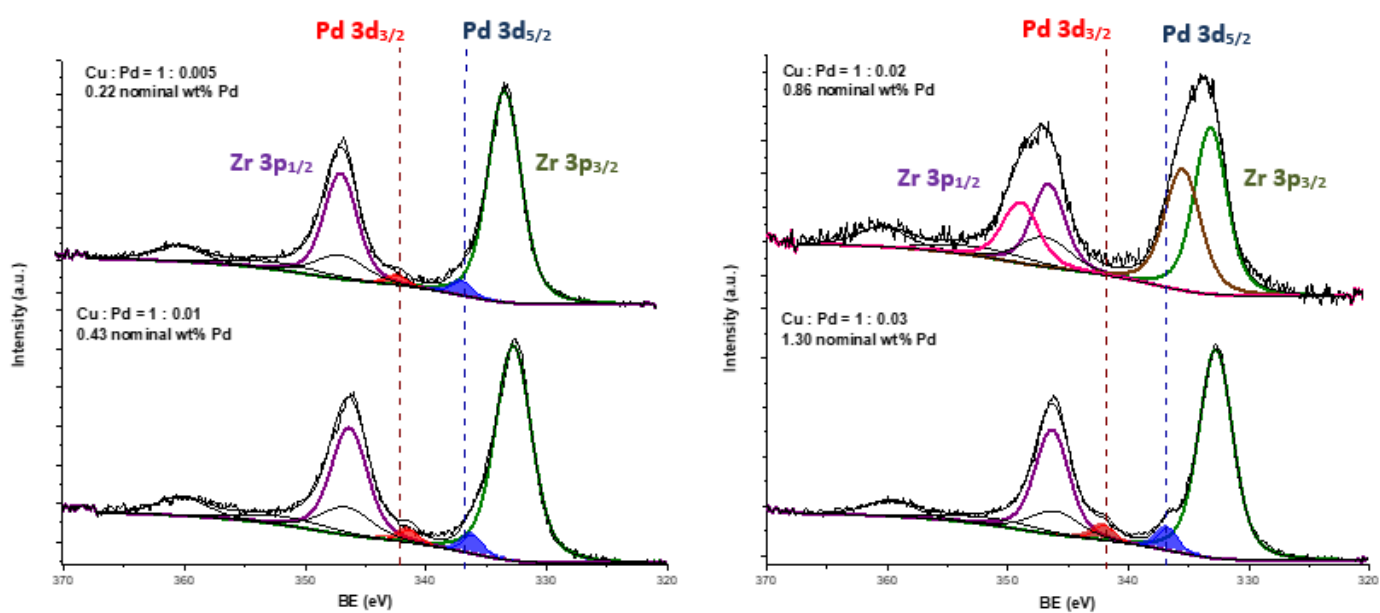 Pd 3d3/2 Pd 3d5/2
Cu : Pd = 1 : 0.005
0.22 nominal wt% Pd
Zr 3p1/2 Zr 3p3/2
Cu : Pd = 1 : 0.01
0.43 nominal wt% Pd
Intensity (a.u.)
370 360 350 340 330 320
BE (eV)
Pd 3d3/2 Pd 3d5/2
Cu : Pd = 1 : 0.02
0.86 nominal wt% Pd
Zr 3p1/2 Zr 3p3/2
Cu : Pd = 1 : 0.03
1.30 nominal wt% Pd
Intensity (a.u.)
370 360 350 340 330 320
BE (eV)